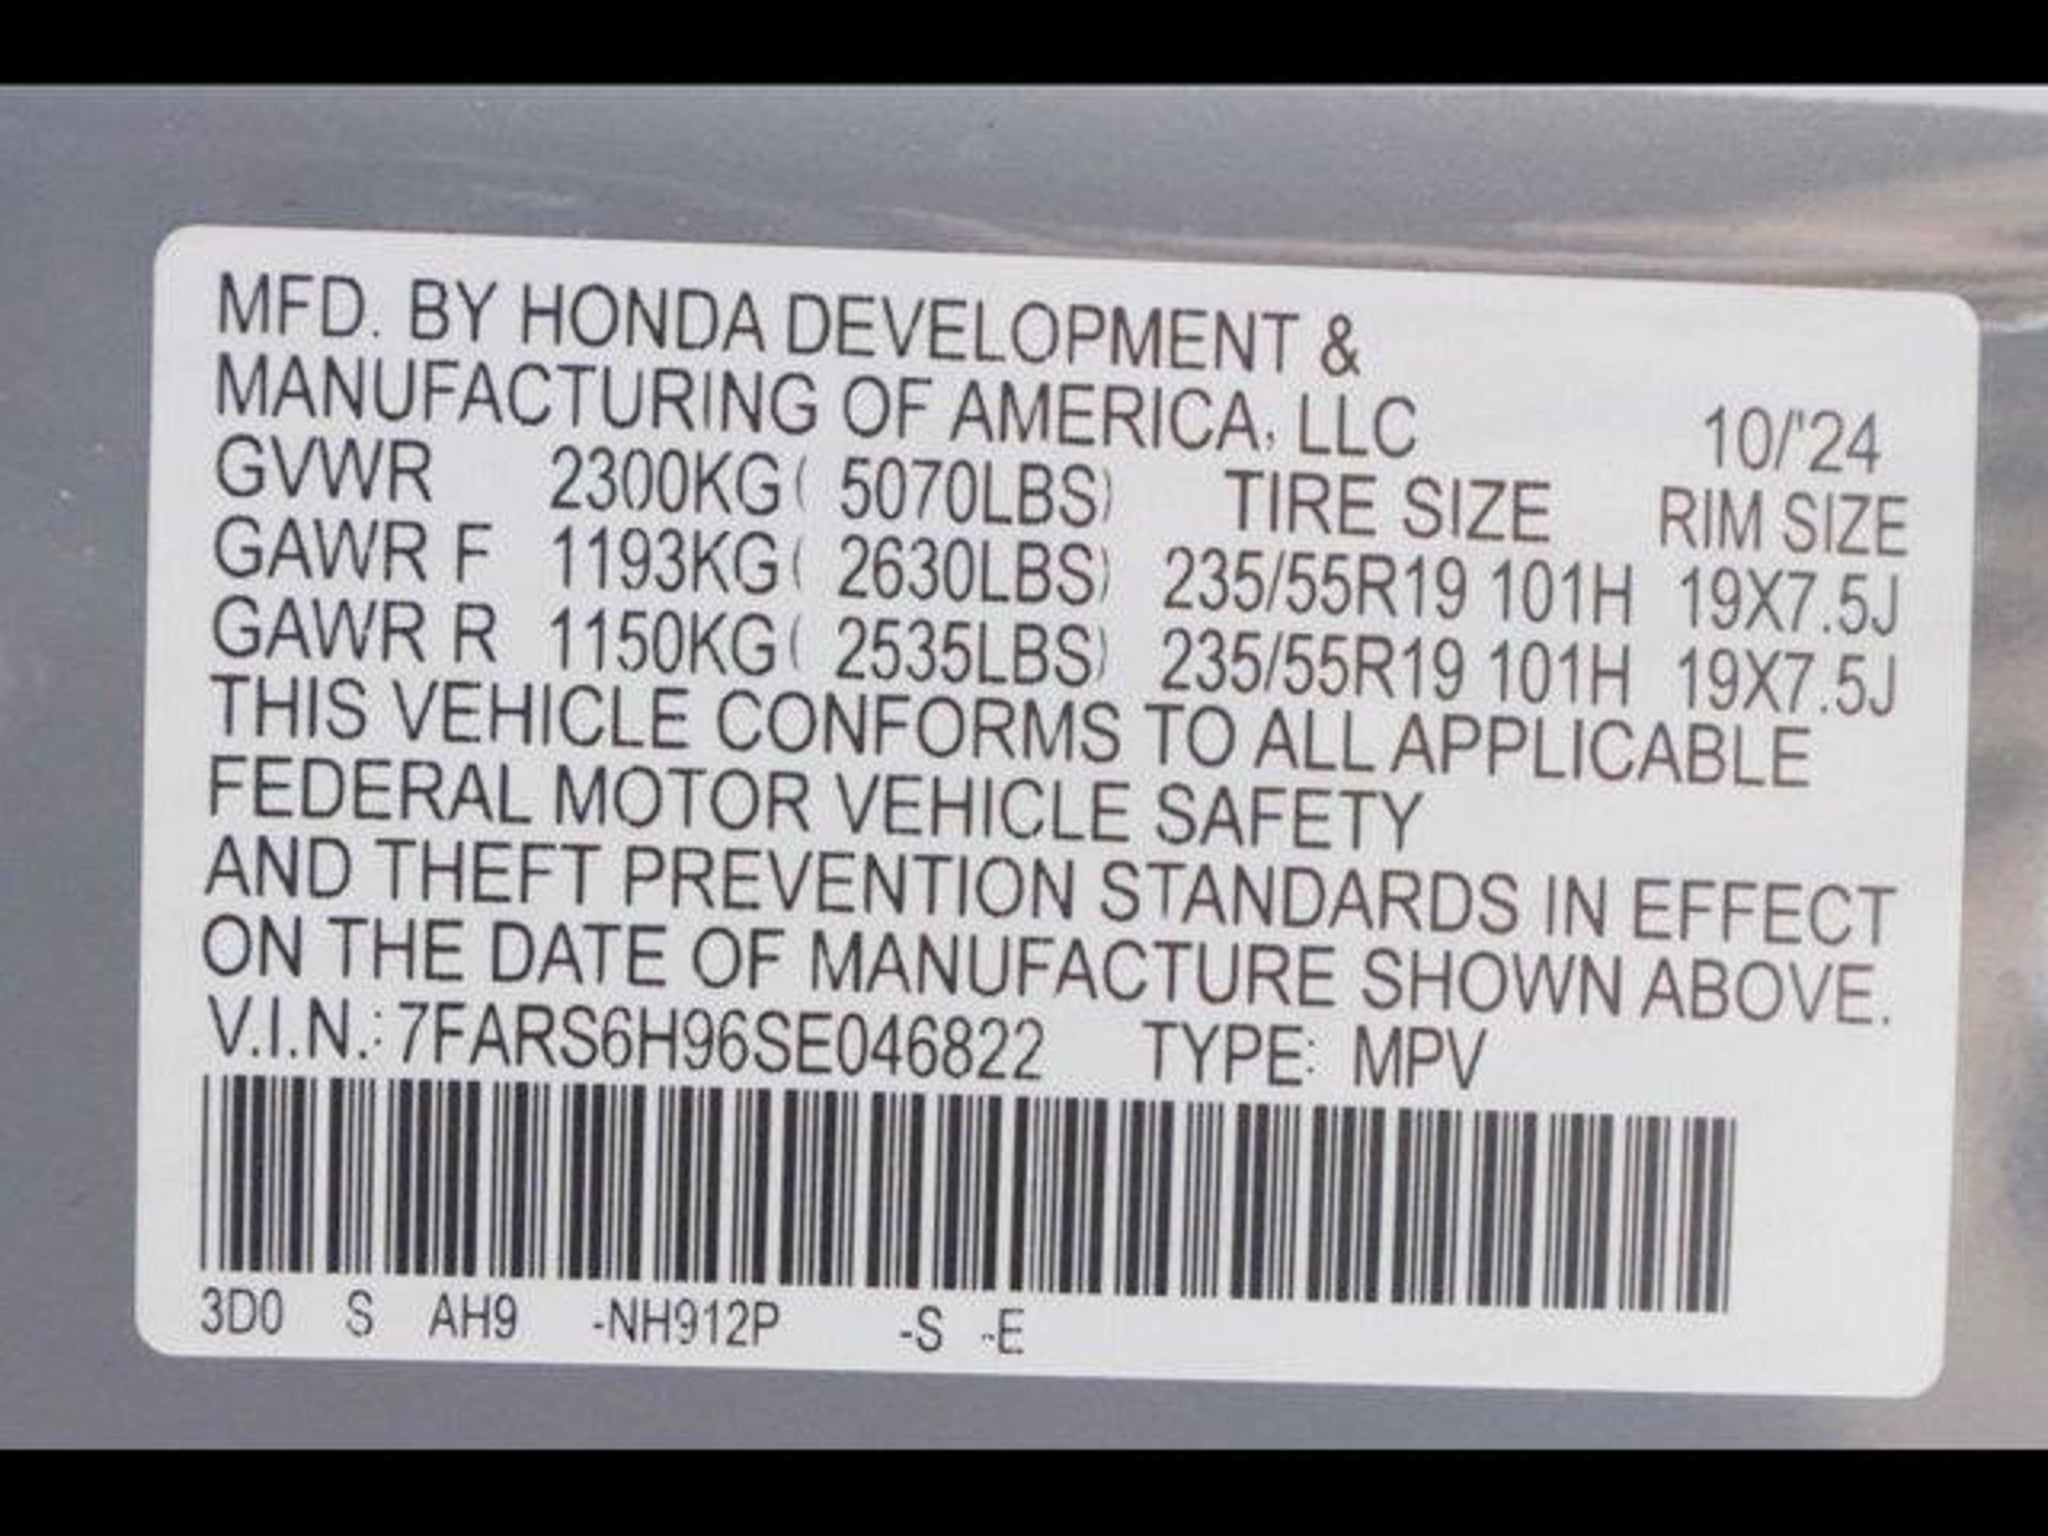 MFD. BY HONDA DEVELOPMENT &
MANUFACTURING OF AMERICA, LLC 10/'24
GVWR 2300KG( 5070LBS) TIRE SIZE RIM SIZE
GAWR F 1193KG( 2630LBS) 235/55R19 101H 19X7.5J
GAWR R 1150KG( 2535LBS) 235/55R19 101H 19X7.5J
THIS VEHICLE CONFORMS TO ALL APPLICABLE
FEDERAL MOTOR VEHICLE SAFETY
AND THEFT PREVENTION STANDARDS IN EFFECT
ON THE DATE OF MANUFACTURE SHOWN ABOVE.
V.I.N.: 7FARS6H96SE046822 TYPE: MPV
3D0 S AH9 -NH912P -S -E